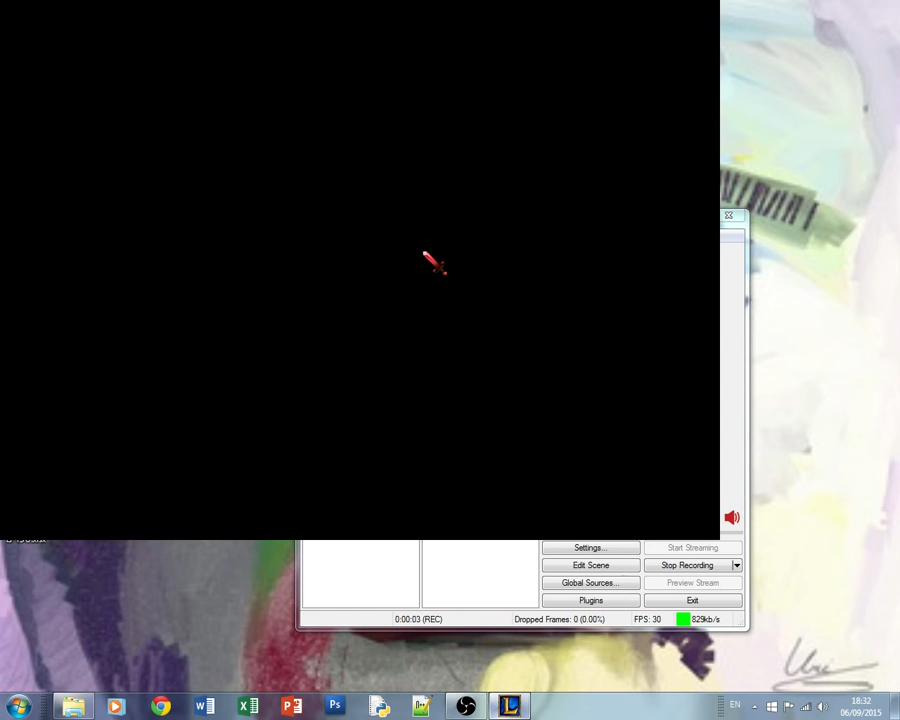 Settings...
Start Streaming
Edit Scene
Stop Recording
Global Sources...
Preview Stream
Plugins
Exit
0:00:03 (REC)
Dropped Frames: 0 (0.00%)
FPS: 30
829kb/s
EN
18:32
06/09/2015